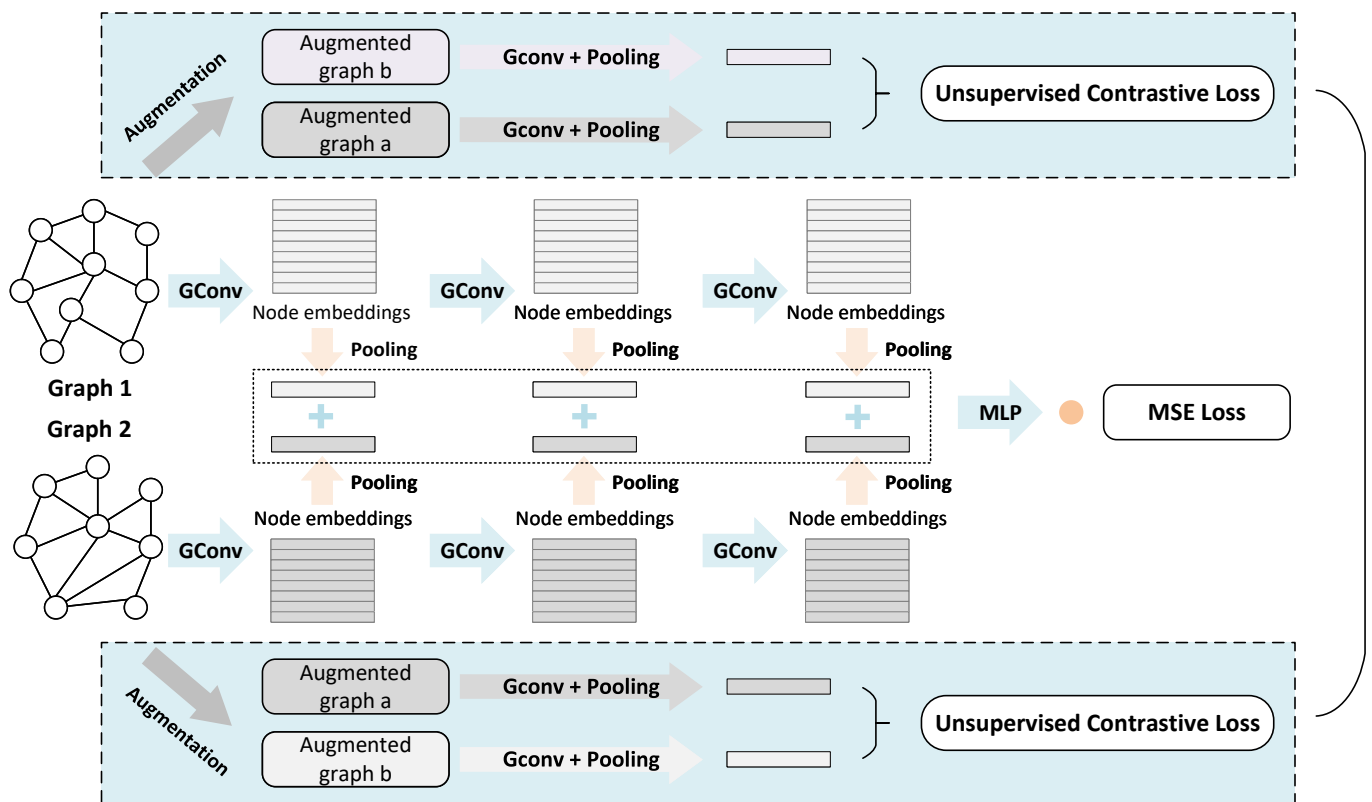 Augmentation
Augmented
graph b
Gconv + Pooling
Augmented
graph a
Gconv + Pooling
Unsupervised Contrastive Loss
GConv
GConv
GConv
Node embeddings
Node embeddings
Node embeddings
Pooling
Pooling
Pooling
Graph 1
+
+
+
MLP
MSE Loss
Graph 2
Pooling
Pooling
Pooling
Node embeddings
Node embeddings
Node embeddings
GConv
GConv
GConv
Augmentation
Augmented
graph a
Gconv + Pooling
Augmented
graph b
Gconv + Pooling
Unsupervised Contrastive Loss